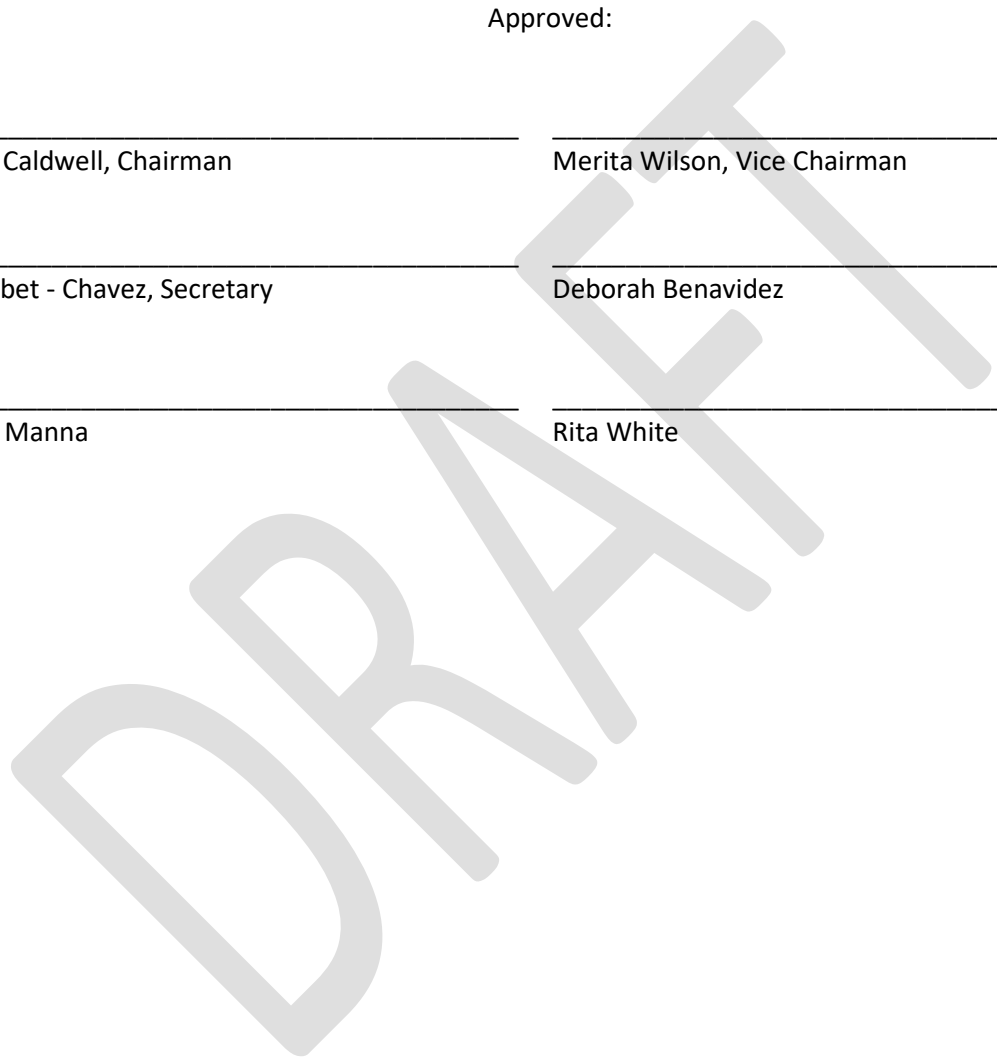 Approved:
Caldwell, Chairman
Merita Wilson, Vice Chairman
bet - Chavez, Secretary
Deborah Benavidez
Manna
Rita White
DRAFT